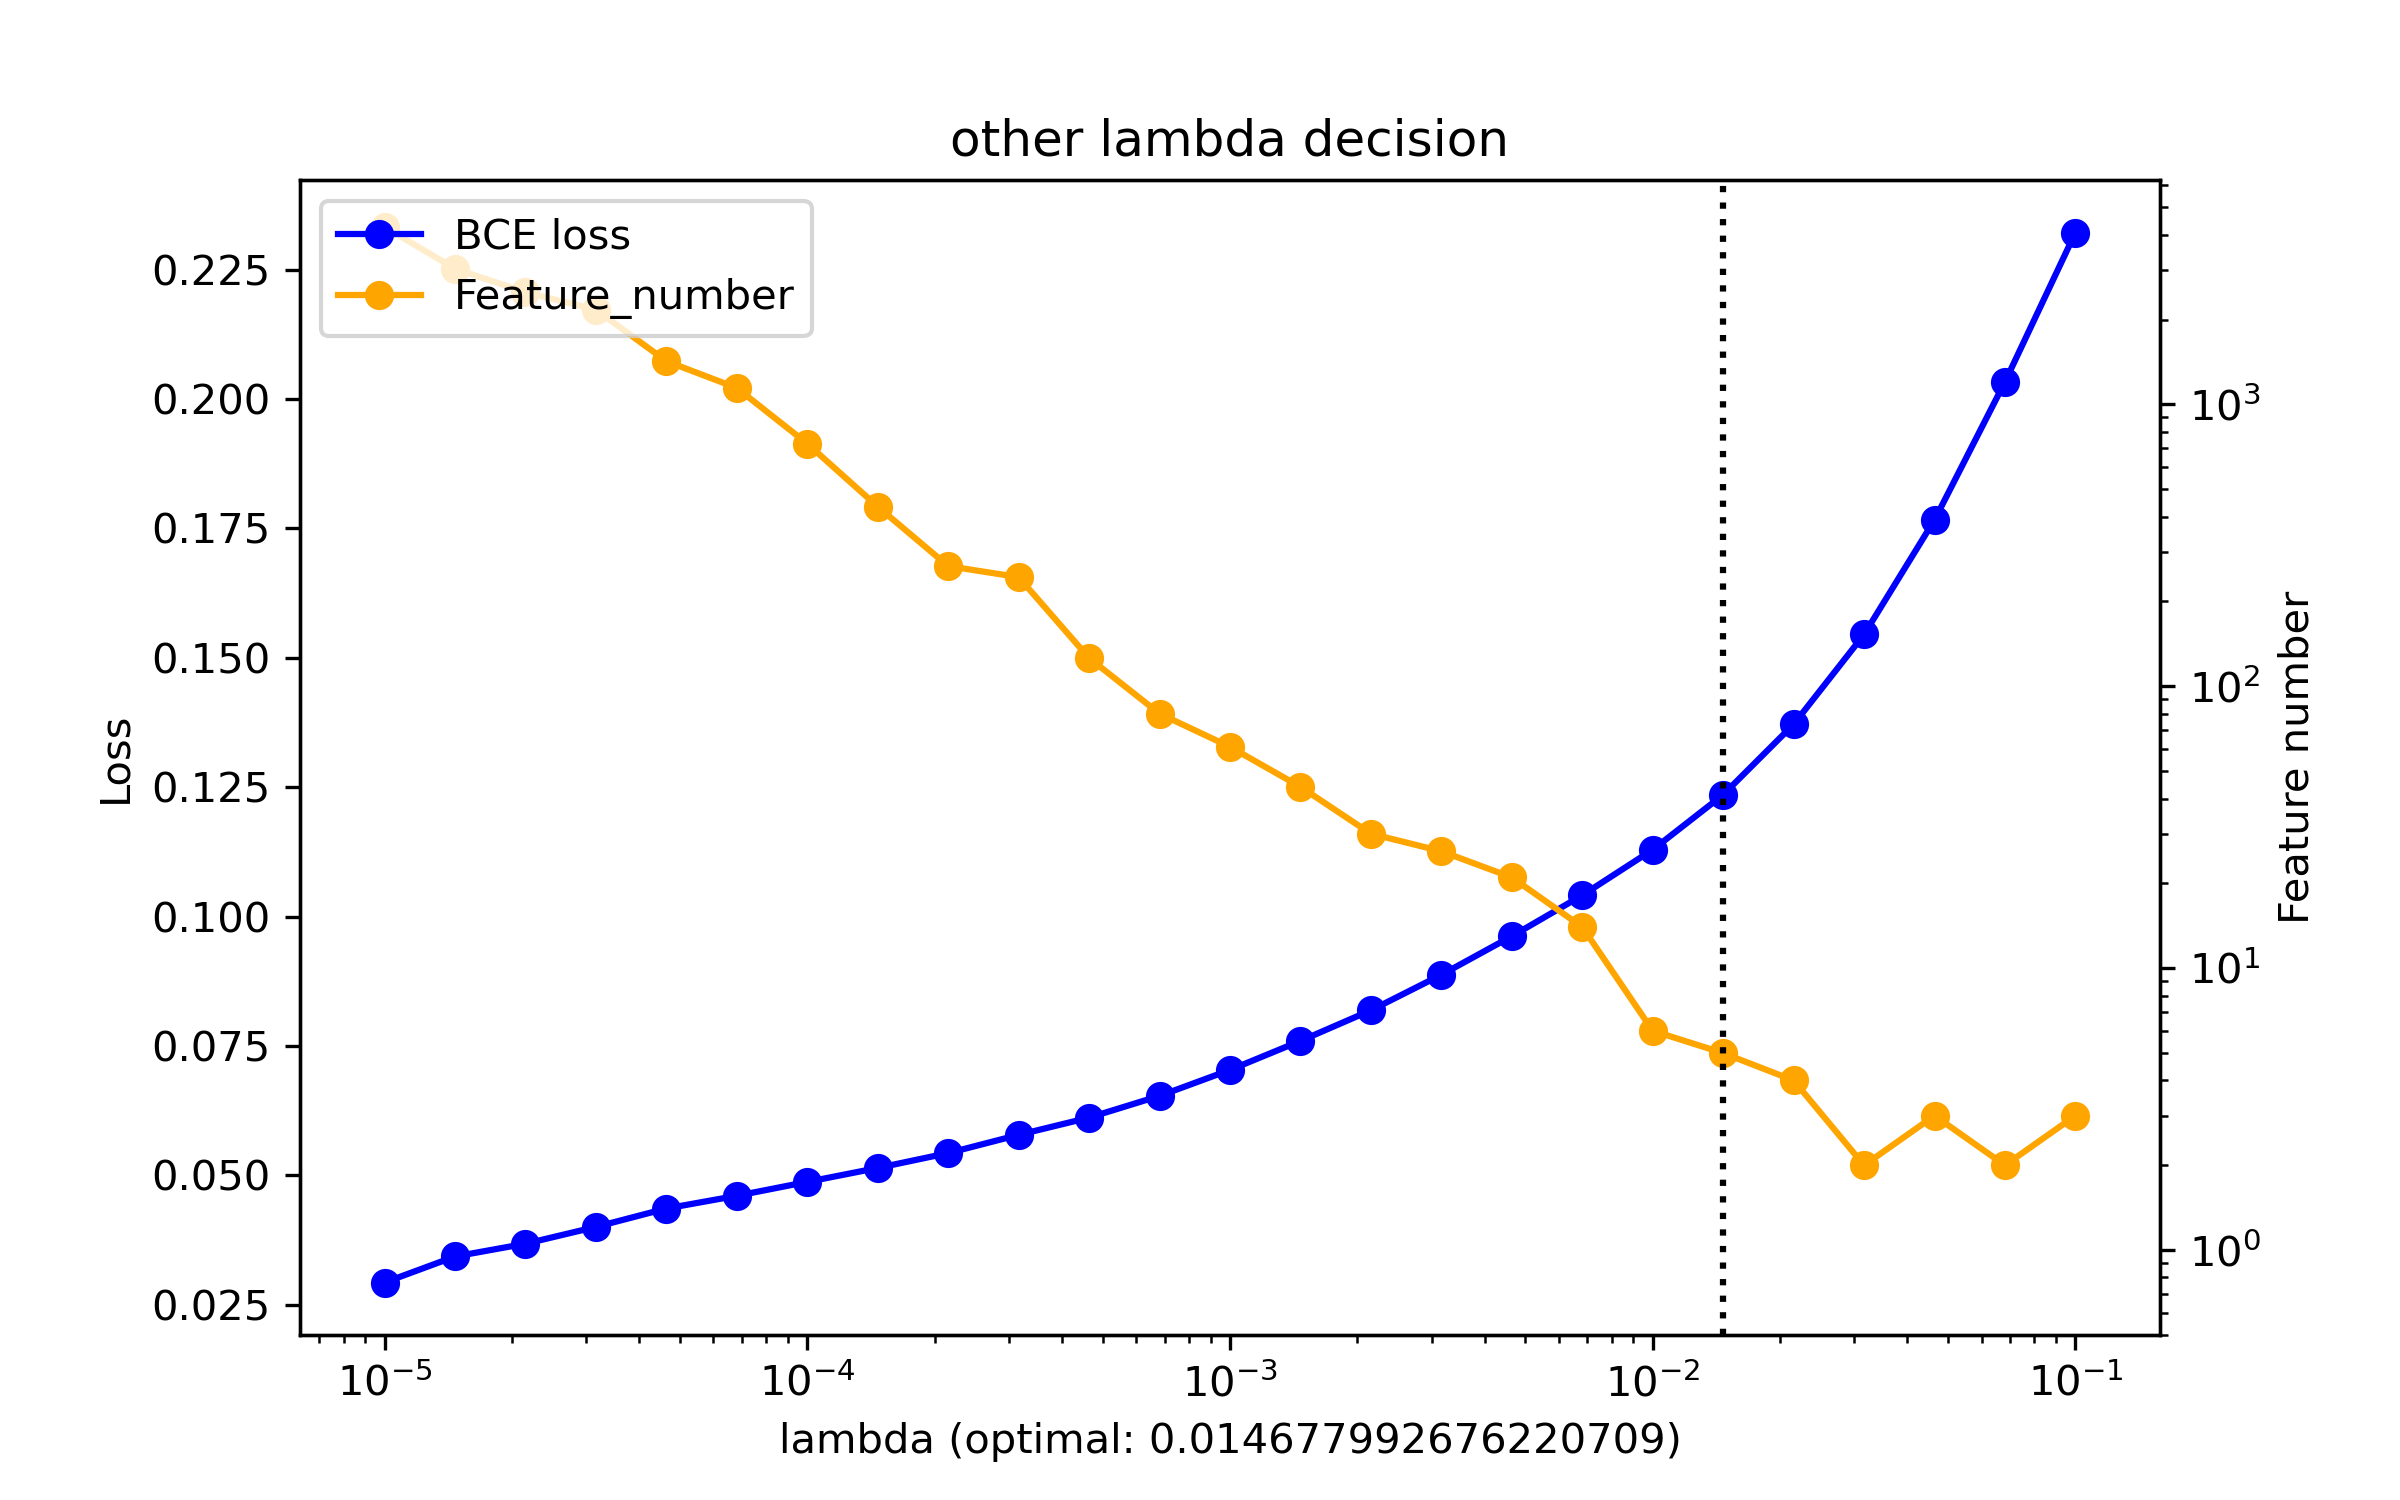 other lambda decision
BCE loss
Feature_number
0.225
0.200
0.175
0.150
0.125
0.100
0.075
0.050
0.025
Loss
10³
10²
10¹
10⁰
Feature number
10⁻⁵ 10⁻⁴ 10⁻³ 10⁻² 10⁻¹
lambda (optimal: 0.014677992676220709)